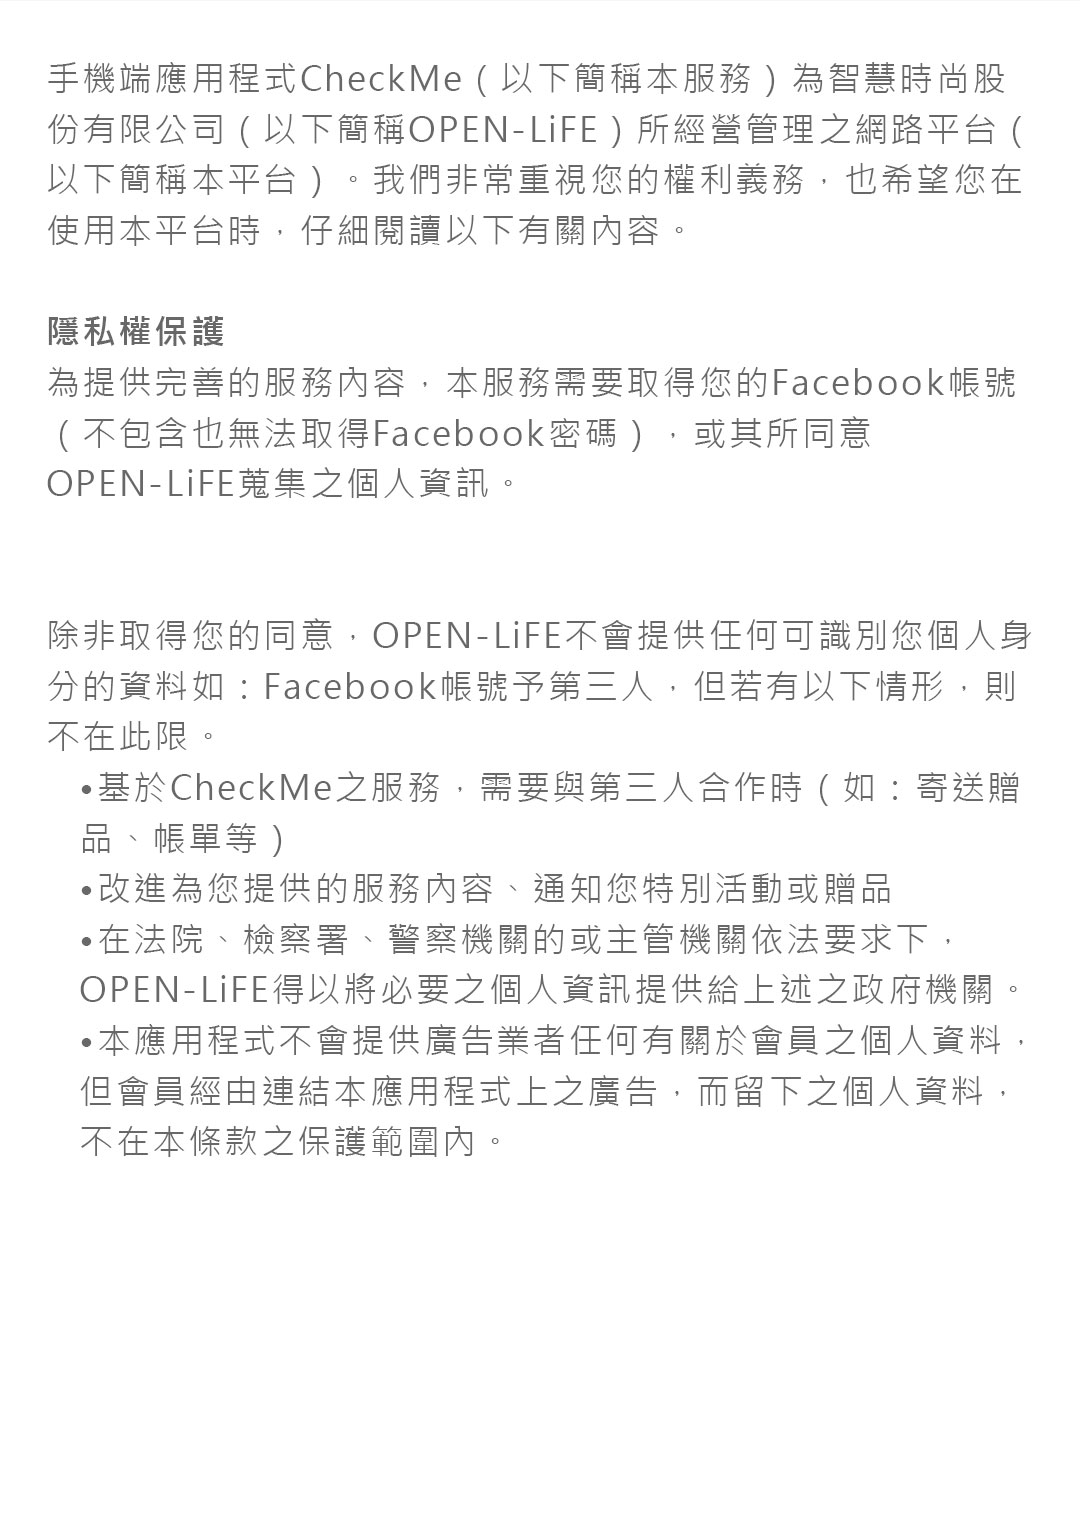 手機端應用程式CheckMe（以下簡稱本服務）為智慧時尚股
份有限公司（以下簡稱OPEN-LiFE）所經營管理之網路平台（
以下簡稱本平台）。我們非常重視您的權利義務，也希望您在
使用本平台時，仔細閱讀以下有關內容。
隱私權保護
為提供完善的服務內容，本服務需要取得您的Facebook帳號
（不包含也無法取得Facebook密碼），或其所同意
OPEN-LiFE蒐集之個人資訊。
除非取得您的同意，OPEN-LiFE不會提供任何可識別您個人身
分的資料如：Facebook帳號予第三人，但若有以下情形，則
不在此限。
•基於CheckMe之服務，需要與第三人合作時（如：寄送贈
品、帳單等）
•改進為您提供的服務內容、通知您特別活動或贈品
•在法院、檢察署、警察機關的或主管機關依法要求下，
OPEN-LiFE得以將必要之個人資訊提供給上述之政府機關。
•本應用程式不會提供廣告業者任何有關於會員之個人資料，
但會員經由連結本應用程式上之廣告，而留下之個人資料，
不在本條款之保護範圍內。